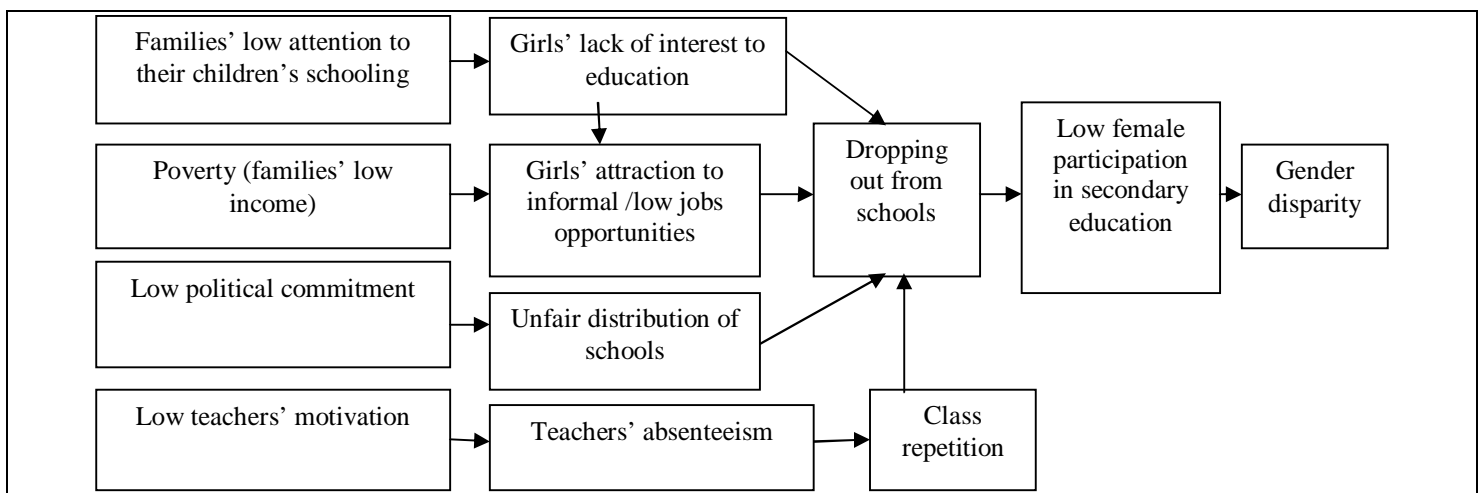 Families’ low attention to
their children’s schooling
Girls’ lack of interest to
education
Poverty (families’ low
income)
Girls’ attraction to
informal /low jobs
opportunities
Dropping
out from
schools
Low female
participation
in secondary
education
Gender
disparity
Low political commitment
Unfair distribution of
schools
Low teachers’ motivation
Teachers’ absenteeism
Class
repetition